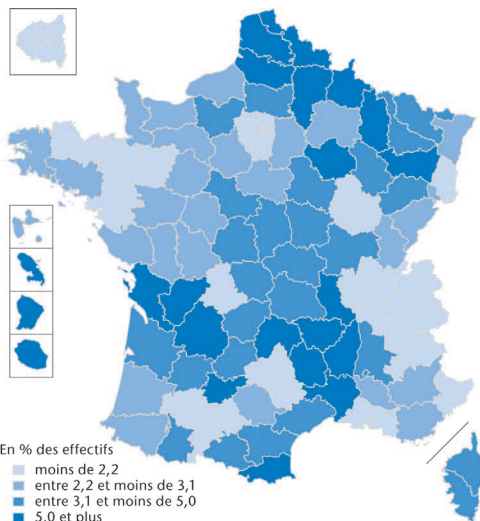 En % des effectifs
moins de 2,2
entre 2,2 et moins de 3,1
entre 3,1 et moins de 5,0
5,0 et plus